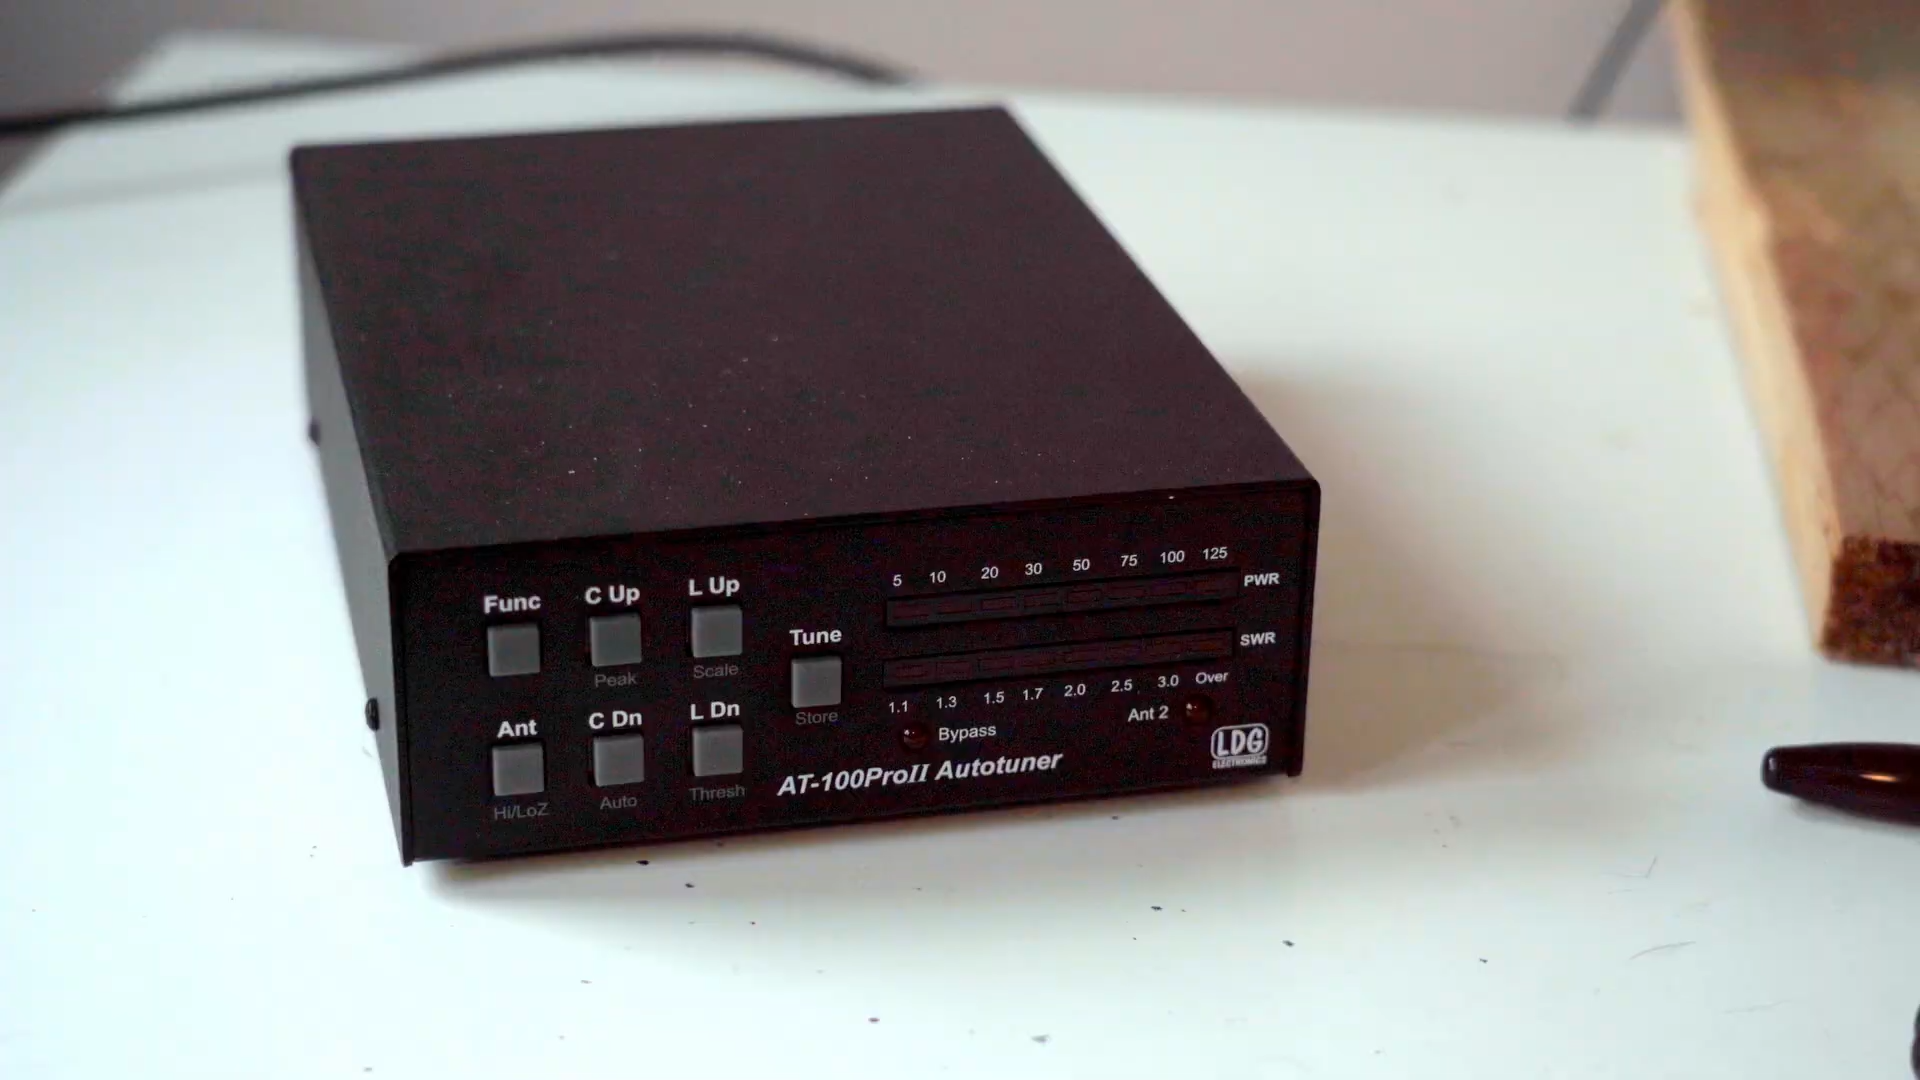 Func C Up L Up
Peak Scale
Tune
Store
Ant C Dn L Dn
Hi/LoZ Auto Thresh
5 10 20 30 50 75 100 125
PWR
SWR
1.1 1.3 1.5 1.7 2.0 2.5 3.0 Over
Bypass Ant 2
AT-100ProII Autotuner
LDG
ELECTRONICS